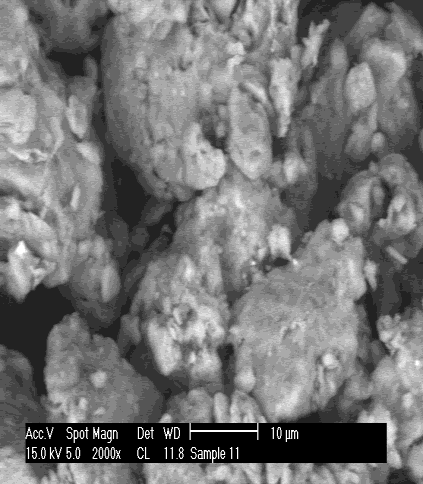 Acc.V Spot Magn Det WD 10 µm
15.0 kV 5.0 2000x CL 11.8 Sample 11